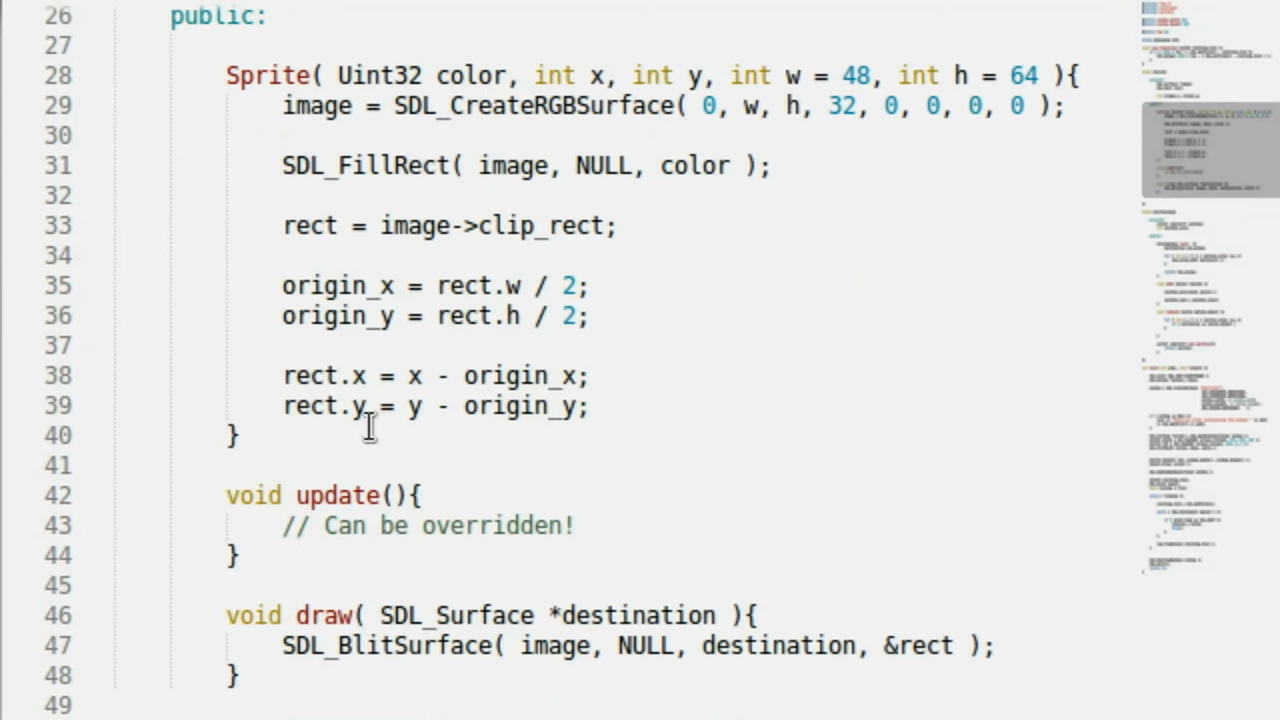 26 public:
27
28 Sprite( Uint32 color, int x, int y, int w = 48, int h = 64 ){
29 image = SDL_CreateRGBSurface( 0, w, h, 32, 0, 0, 0, 0 );
30
31 SDL_FillRect( image, NULL, color );
32
33 rect = image->clip_rect;
34
35 origin_x = rect.w / 2;
36 origin_y = rect.h / 2;
37
38 rect.x = x - origin_x;
39 rect.y = y - origin_y;
40 }
41
42 void update(){
43 // Can be overridden!
44 }
45
46 void draw( SDL_Surface *destination ){
47 SDL_BlitSurface( image, NULL, destination, &rect );
48 }
49